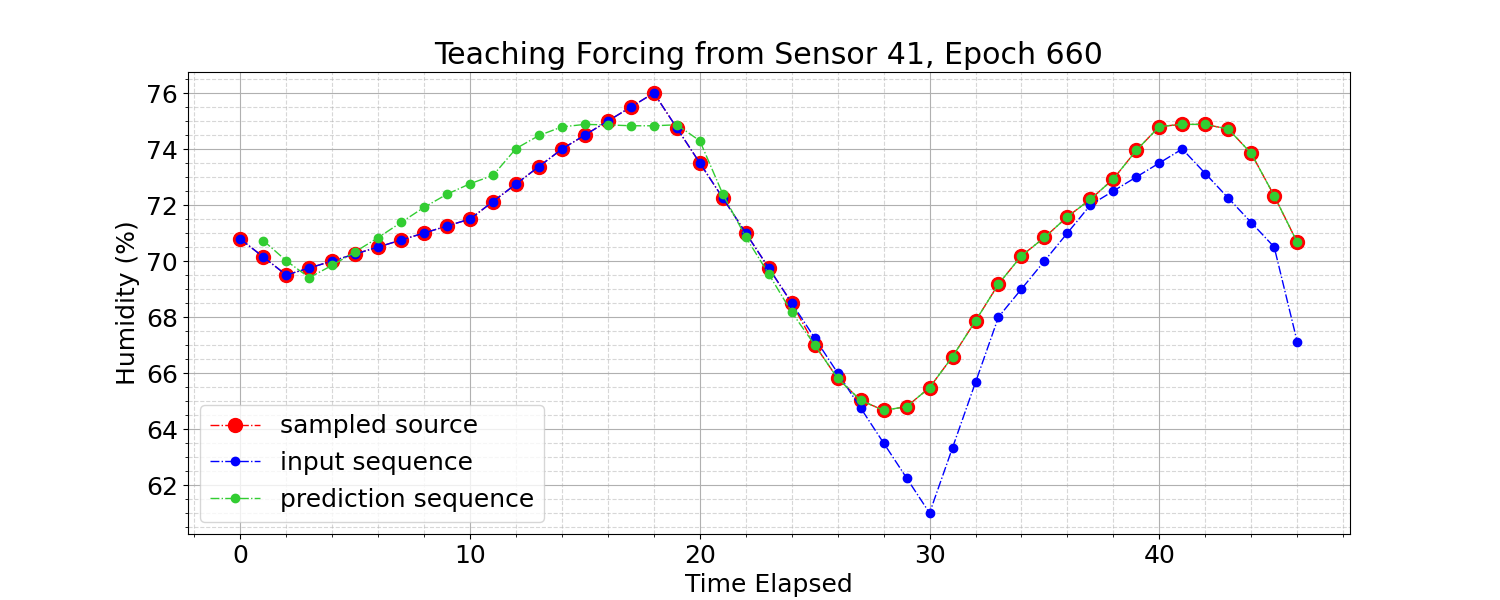 Teaching Forcing from Sensor 41, Epoch 660
Humidity (%)
76
74
72
70
68
66
64
62
sampled source
input sequence
prediction sequence
0 10 20 30 40
Time Elapsed